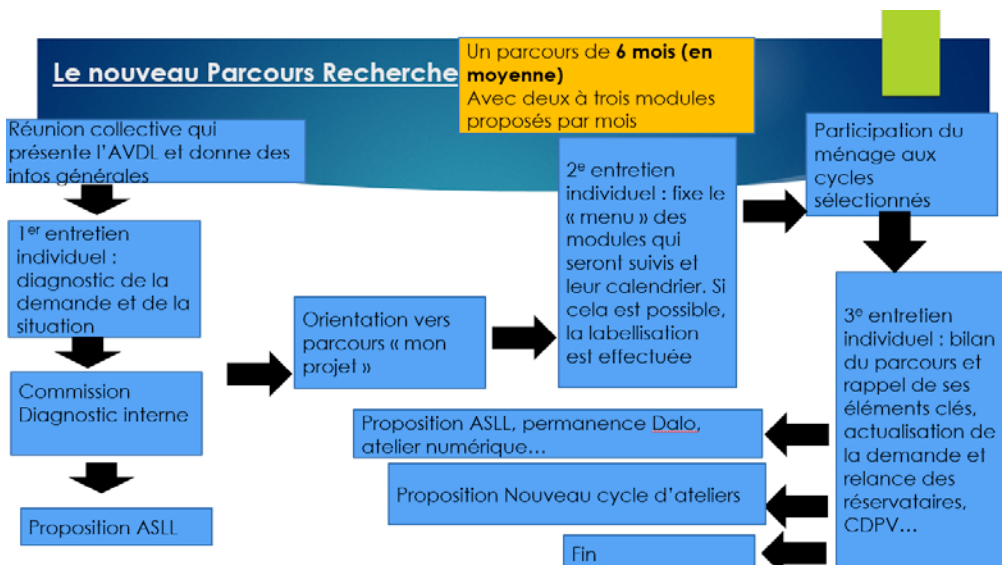 Le nouveau Parcours Recherche
Un parcours de 6 mois (en
moyenne)
Avec deux à trois modules
proposés par mois
Réunion collective qui
présente l’AVDL et donne des
infos générales
1er entretien
individuel :
diagnostic de la
demande et de la
situation
Commission
Diagnostic interne
Proposition ASLL
Orientation vers
parcours « mon
projet »
2e entretien
individuel : fixe le
« menu » des
modules qui
seront suivis et
leur calendrier. Si
cela est possible,
la labellisation
est effectuée
Participation du
ménage aux
cycles
sélectionnés
3e entretien
individuel : bilan
du parcours et
rappel de ses
éléments clés,
actualisation de
la demande et
relance des
réservataires,
CDPV…
Proposition ASLL, permanence Dalo,
atelier numérique…
Proposition Nouveau cycle d’ateliers
Fin